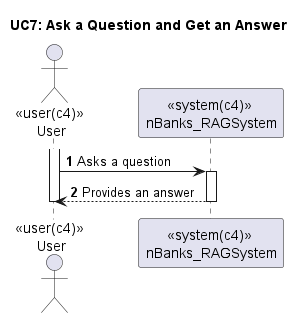 UC7: Ask a Question and Get an Answer
«user(c4)»
User
«system(c4)»
nBanks_RAGSystem
1 Asks a question
2 Provides an answer
«user(c4)»
User
«system(c4)»
nBanks_RAGSystem